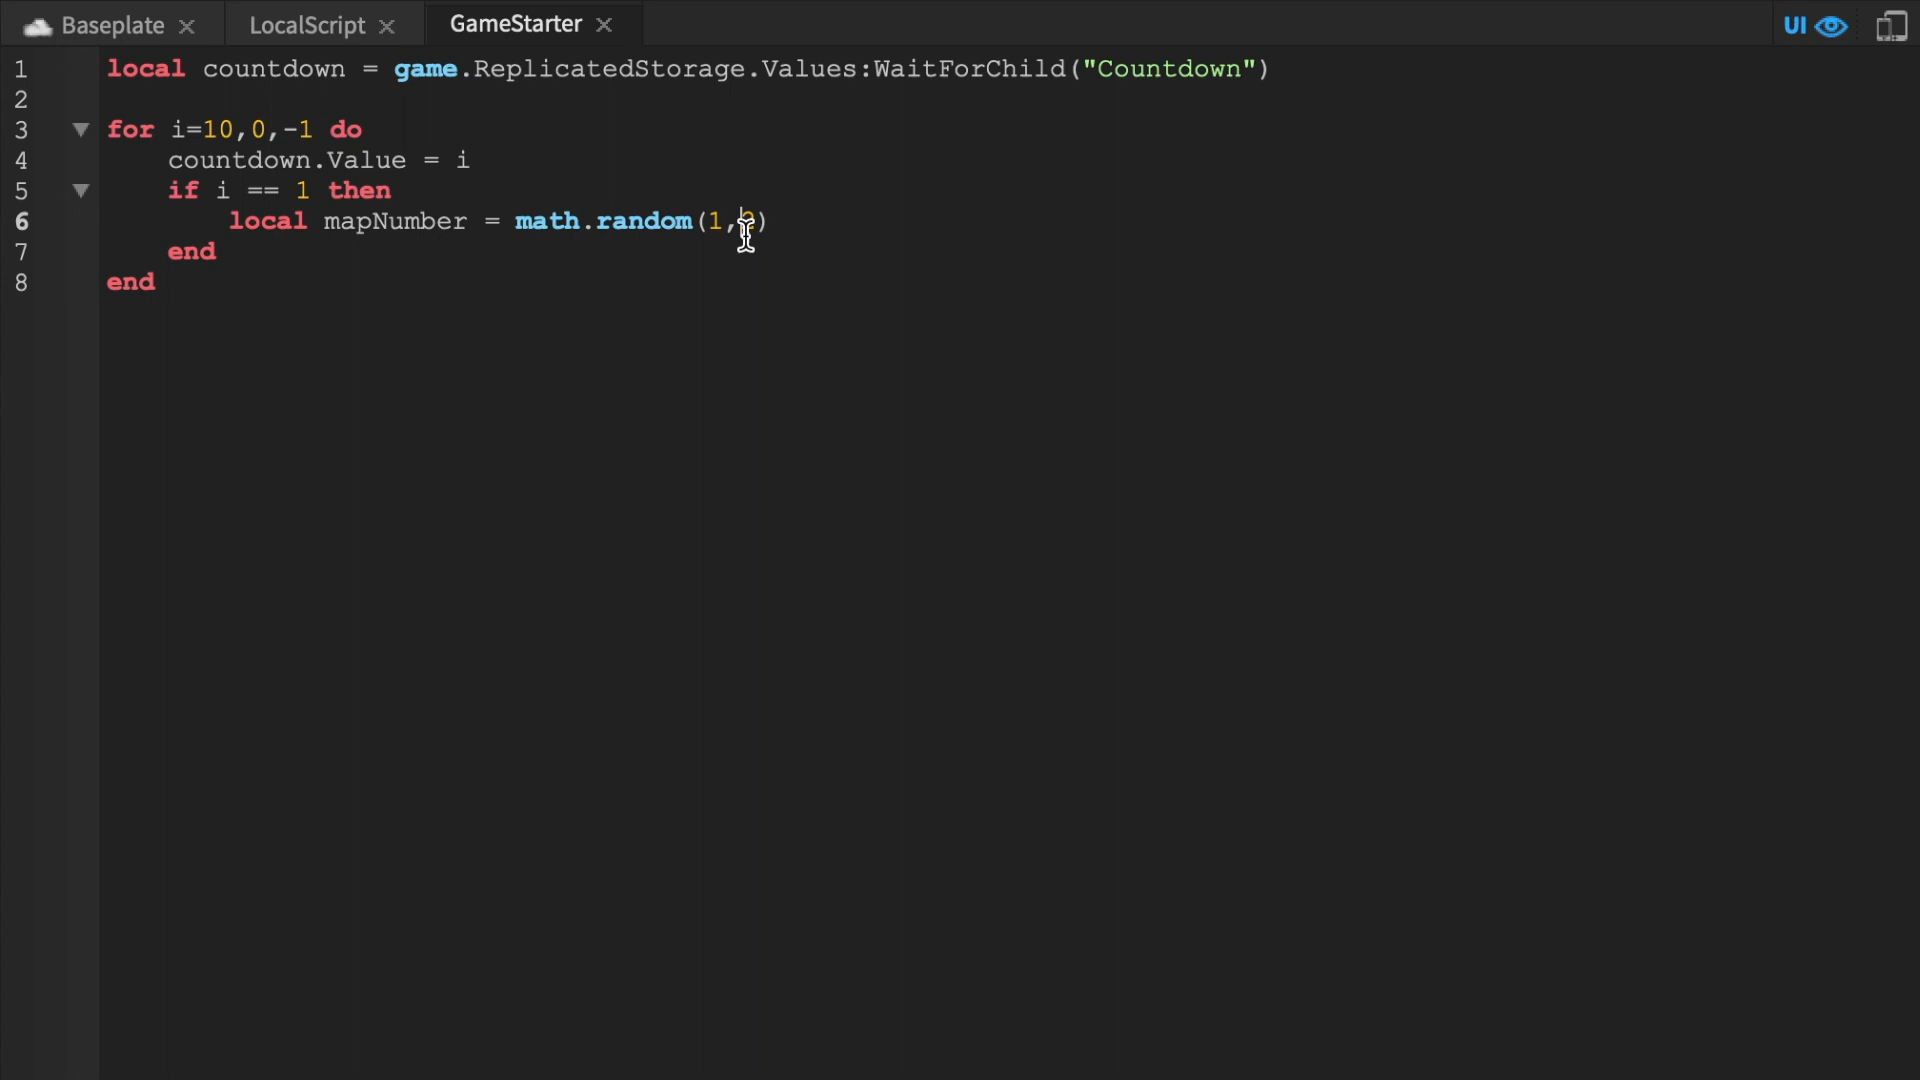 Baseplate × LocalScript × GameStarter × UI
1 local countdown = game.ReplicatedStorage.Values:WaitForChild("Countdown")
2
3 for i=10,0,-1 do
4 countdown.Value = i
5 if i == 1 then
6 local mapNumber = math.random(1, )
7 end
8 end